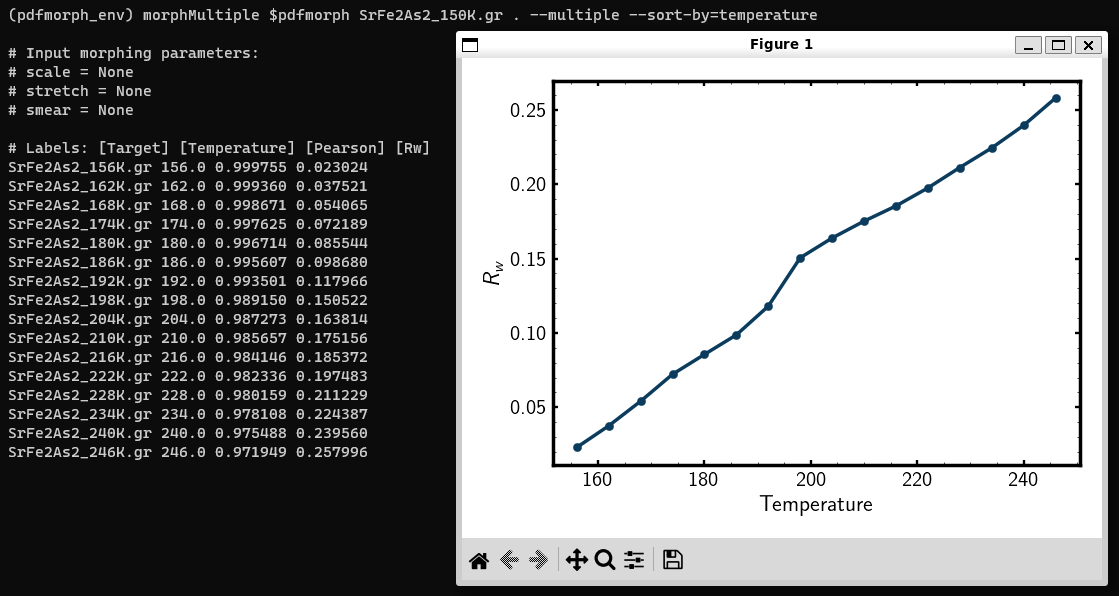 (pdfmorph_env) morphMultiple $pdfmorph SrFe2As2_150K.gr . --multiple --sort-by=temperature
# Input morphing parameters:
# scale = None
# stretch = None
# smear = None
# Labels: [Target] [Temperature] [Pearson] [Rw]
SrFe2As2_156K.gr 156.0 0.999755 0.023024
SrFe2As2_162K.gr 162.0 0.999360 0.037521
SrFe2As2_168K.gr 168.0 0.998671 0.054065
SrFe2As2_174K.gr 174.0 0.997625 0.072189
SrFe2As2_180K.gr 180.0 0.996714 0.085544
SrFe2As2_186K.gr 186.0 0.995607 0.098680
SrFe2As2_192K.gr 192.0 0.993501 0.117966
SrFe2As2_198K.gr 198.0 0.989150 0.150522
SrFe2As2_204K.gr 204.0 0.987273 0.163814
SrFe2As2_210K.gr 210.0 0.985657 0.175156
SrFe2As2_216K.gr 216.0 0.984146 0.185372
SrFe2As2_222K.gr 222.0 0.982336 0.197483
SrFe2As2_228K.gr 228.0 0.980159 0.211229
SrFe2As2_234K.gr 234.0 0.978108 0.224387
SrFe2As2_240K.gr 240.0 0.975488 0.239560
SrFe2As2_246K.gr 246.0 0.971949 0.257996
Figure 1
0.25
0.20
0.15
0.10
0.05
R_w
160 180 200 220 240
Temperature